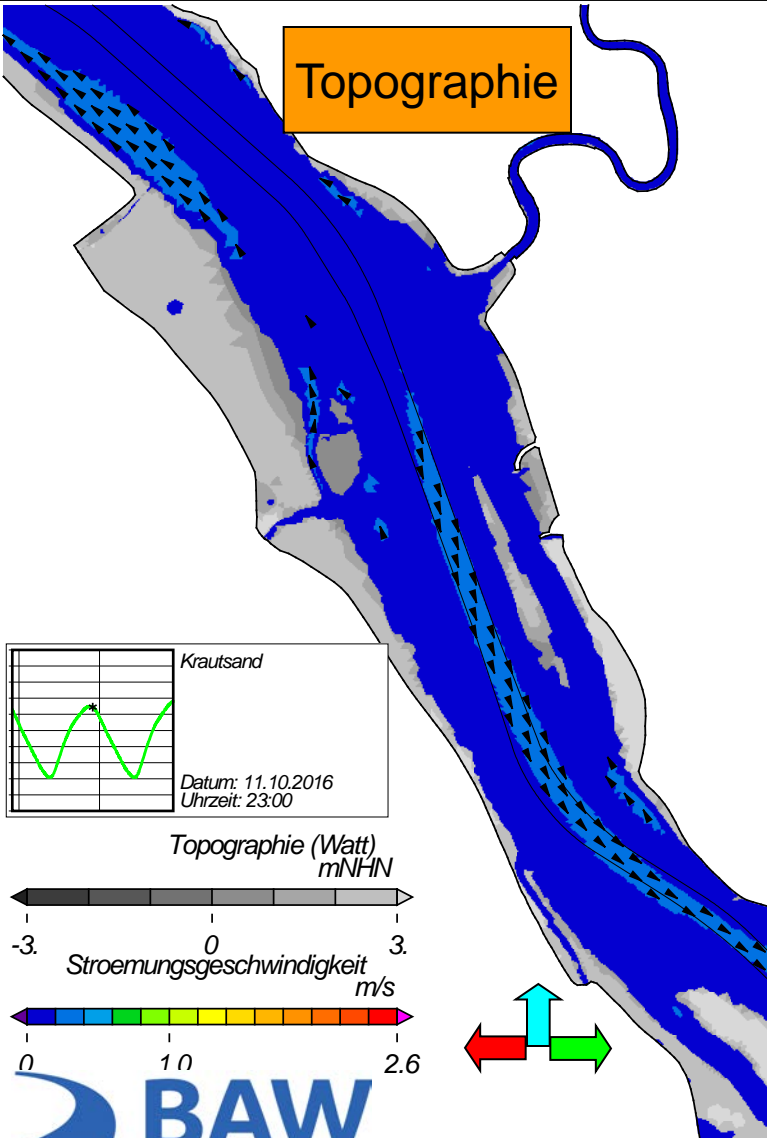 Topographie
Krautsand
Datum: 11.10.2016
Uhrzeit: 23:00
Topographie (Watt)
mNHN
-3. 0 3.
Stroemungsgeschwindigkeit
m/s
0 1.0 2.6
BAW